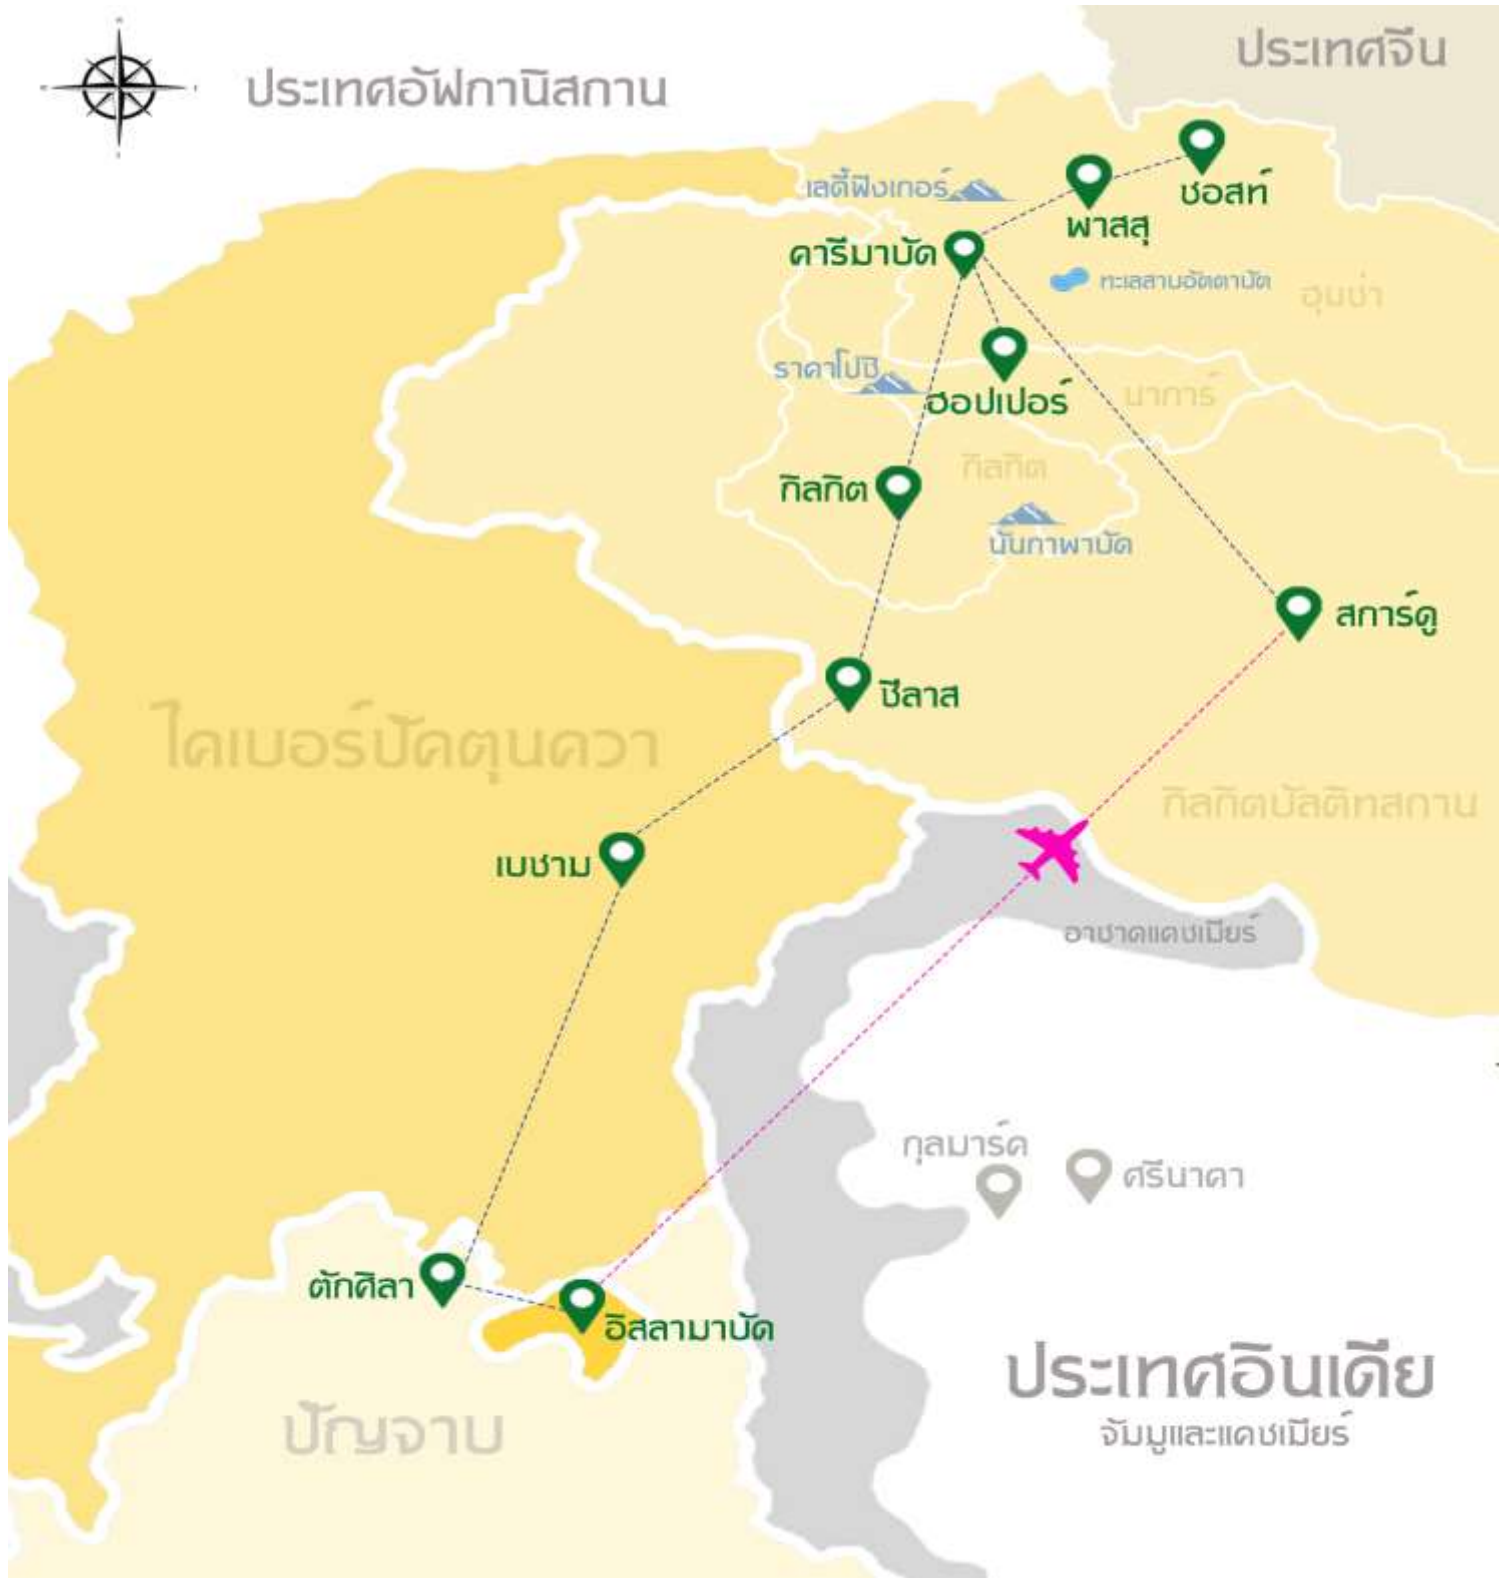 ประเทศจีน
ประเทศอัฟกานิสถาน
เลดี้ฟิงเกอร์
ชอสท์
พาสสุ
คารีมาบัด
ทะเลสาบอัตตาบัด
ฮุนซ่า
ราคาโปชิ
ฮอปเปอร์
นาการ์
กิลกิต
กิลกิต
นันกาพาบัด
สการ์ดู
ชีลาส
ไคเบอร์ปัคตุนควา
กิลกิตบัลติทสถาน
เบชาม
อาซาดแคชเมียร์
กุลมาร์ค
ศรีนาคา
ตักศิลา
อิสลามาบัด
ประเทศอินเดีย
จัมมูและแคชเมียร์
ปัญจาบ